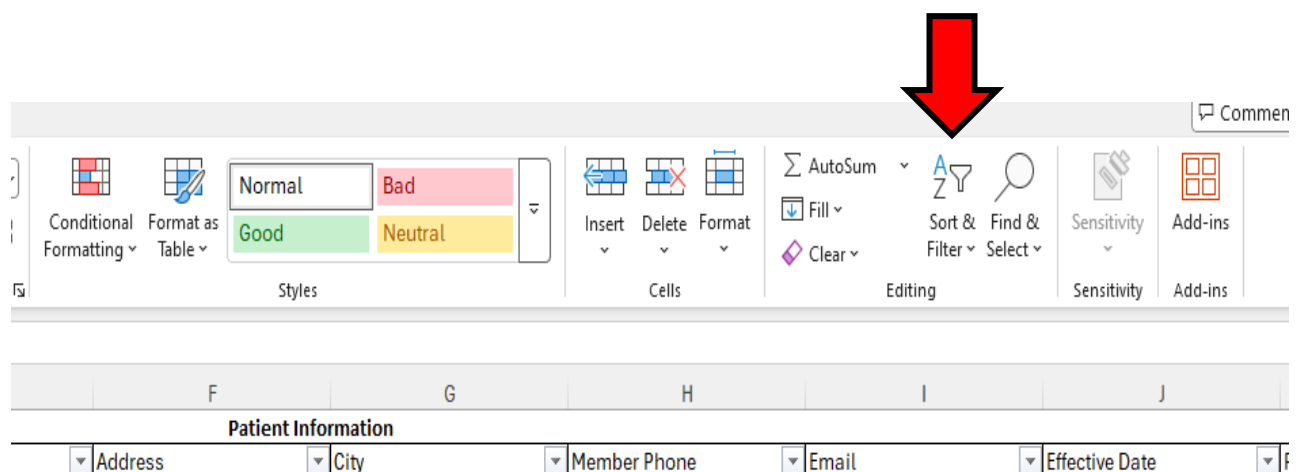 Commen
Conditional Formatting
Format as Table
Normal
Bad
Good
Neutral
Insert
Delete
Format
AutoSum
Fill
Clear
Sort & Filter
Find & Select
Sensitivity
Add-ins
Styles
Cells
Editing
Sensitivity
Add-ins
F G H I J
Patient Information
Address City Member Phone Email Effective Date